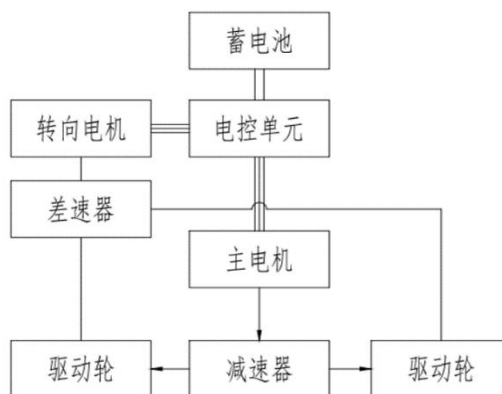 蓄电池
转向电机
电控单元
差速器
主电机
驱动轮
减速器
驱动轮